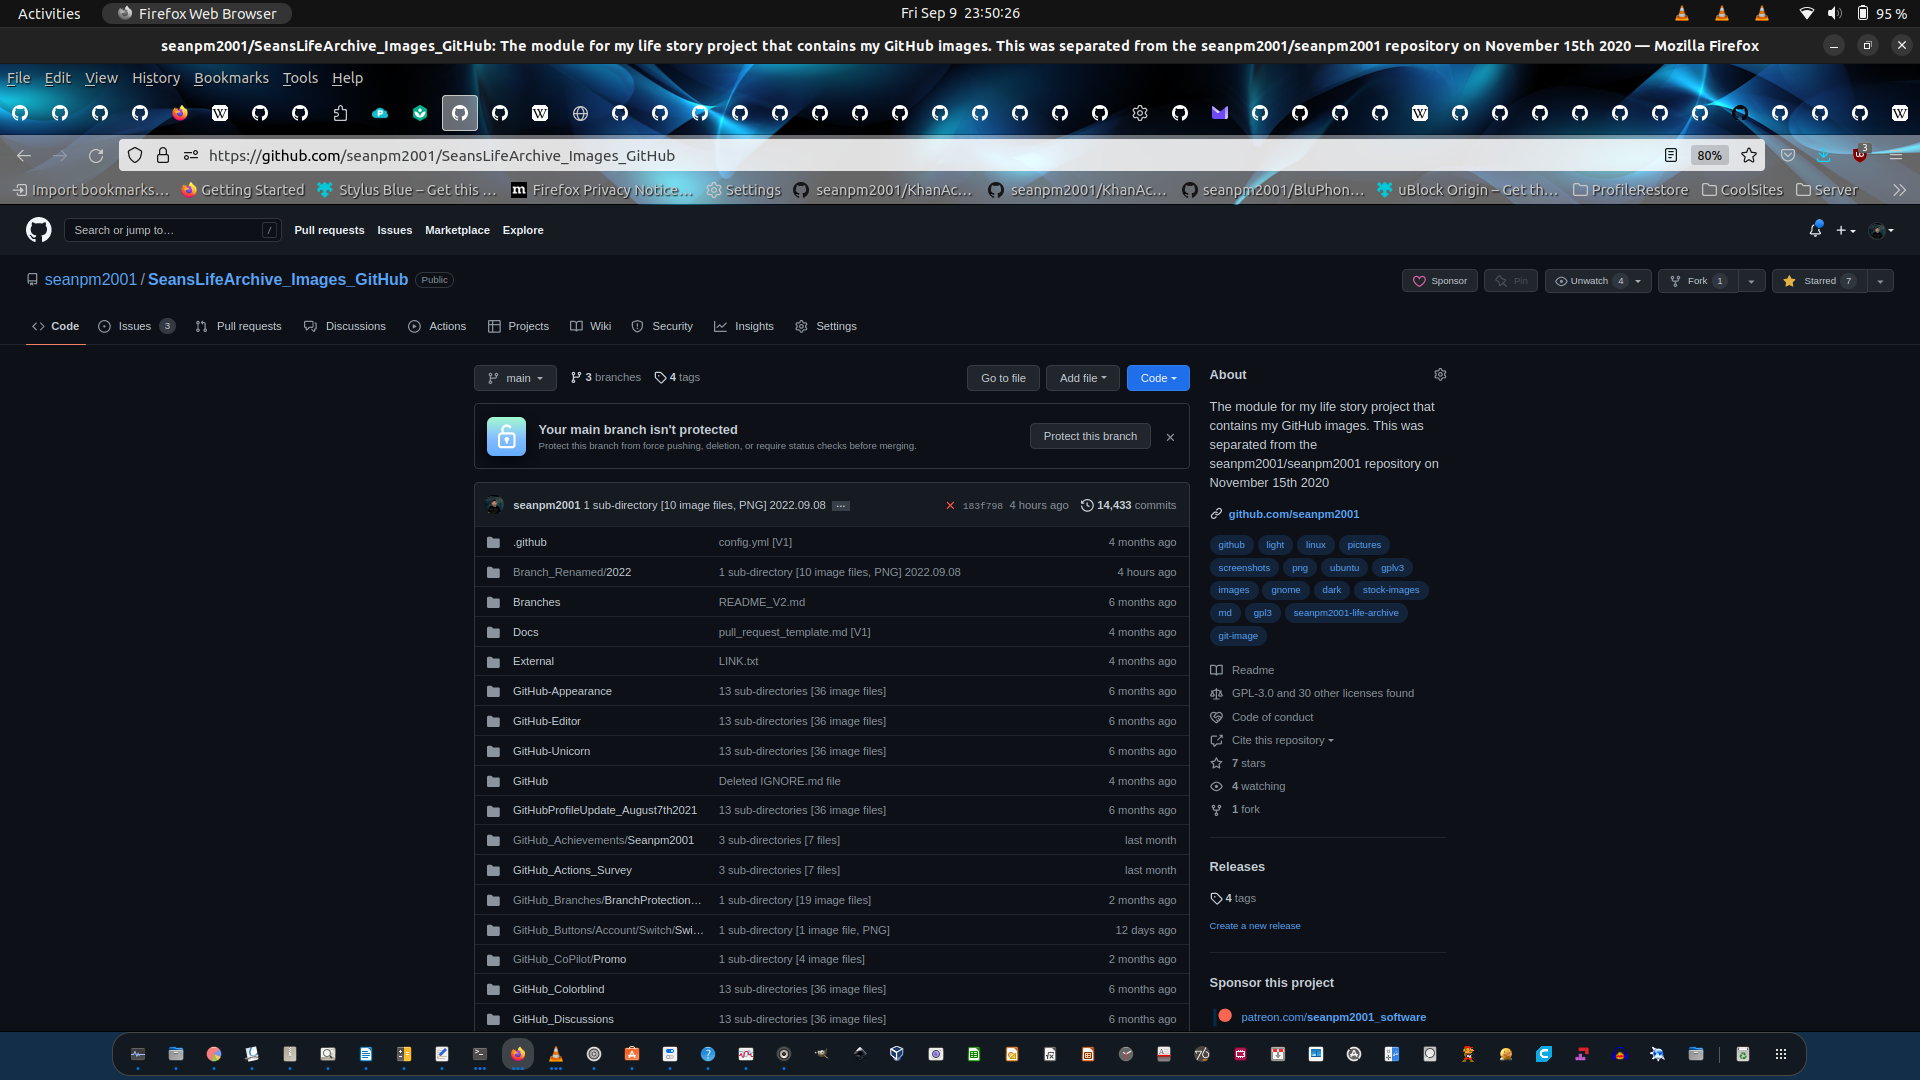 Activities
Firefox Web Browser
Fri Sep 9 23:50:26
95 %
seanpm2001/SeansLifeArchive_Images_GitHub: The module for my life story project that contains my GitHub images. This was separated from the seanpm2001/seanpm2001 repository on November 15th 2020 — Mozilla Firefox
File Edit View History Bookmarks Tools Help
https://github.com/seanpm2001/SeansLifeArchive_Images_GitHub
80%
3
Import bookmarks…
Getting Started
Stylus Blue – Get this …
Firefox Privacy Notice…
Settings
seanpm2001/KhanAc…
seanpm2001/KhanAc…
seanpm2001/BluPhon…
uBlock Origin – Get th…
ProfileRestore
CoolSites
Server
Search or jump to…
/
Pull requests Issues Marketplace Explore
seanpm2001 / SeansLifeArchive_Images_GitHub
Public
Sponsor
Pin
Unwatch 4
Fork 1
Starred 7
Code
Issues 3
Pull requests
Discussions
Actions
Projects
Wiki
Security
Insights
Settings
main
3 branches
4 tags
Go to file
Add file
Code
Your main branch isn't protected
Protect this branch from force pushing, deletion, or require status checks before merging.
Protect this branch
seanpm2001 1 sub-directory [10 image files, PNG] 2022.09.08 …
183f798 4 hours ago
14,433 commits
.github config.yml [V1] 4 months ago
Branch_Renamed/2022 1 sub-directory [10 image files, PNG] 2022.09.08 4 hours ago
Branches README_V2.md 6 months ago
Docs pull_request_template.md [V1] 4 months ago
External LINK.txt 4 months ago
GitHub-Appearance 13 sub-directories [36 image files] 6 months ago
GitHub-Editor 13 sub-directories [36 image files] 6 months ago
GitHub-Unicorn 13 sub-directories [36 image files] 6 months ago
GitHub Deleted IGNORE.md file 4 months ago
GitHubProfileUpdate_August7th2021 13 sub-directories [36 image files] 6 months ago
GitHub_Achievements/Seanpm2001 3 sub-directories [7 files] last month
GitHub_Actions_Survey 3 sub-directories [7 files] last month
GitHub_Branches/BranchProtection… 1 sub-directory [19 image files] 2 months ago
GitHub_Buttons/Account/Switch/Swi… 1 sub-directory [1 image file, PNG] 12 days ago
GitHub_CoPilot/Promo 1 sub-directory [4 image files] 2 months ago
GitHub_Colorblind 13 sub-directories [36 image files] 6 months ago
GitHub_Discussions 13 sub-directories [36 image files] 6 months ago
About
The module for my life story project that
contains my GitHub images. This was
separated from the
seanpm2001/seanpm2001 repository on
November 15th 2020
github.com/seanpm2001
github light linux pictures
screenshots png ubuntu gplv3
images gnome dark stock-images
md gpl3 seanpm2001-life-archive
git-image
Readme
GPL-3.0 and 30 other licenses found
Code of conduct
Cite this repository
7 stars
4 watching
1 fork
Releases
4 tags
Create a new release
Sponsor this project
patreon.com/seanpm2001_software